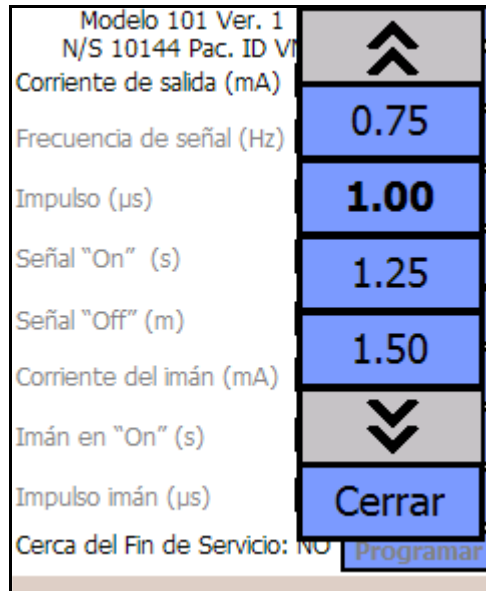 Modelo 101 Ver. 1
N/S 10144 Pac. ID
Corriente de salida (mA)
0.75
Frecuencia de señal (Hz)
1.00
Impulso (µs)
1.25
Señal "On" (s)
1.50
Señal "Off" (m)
Corriente del imán (mA)
Imán en "On" (s)
Impulso imán (µs)
Cerrar
Cerca del Fin de Servicio: NO
Programar